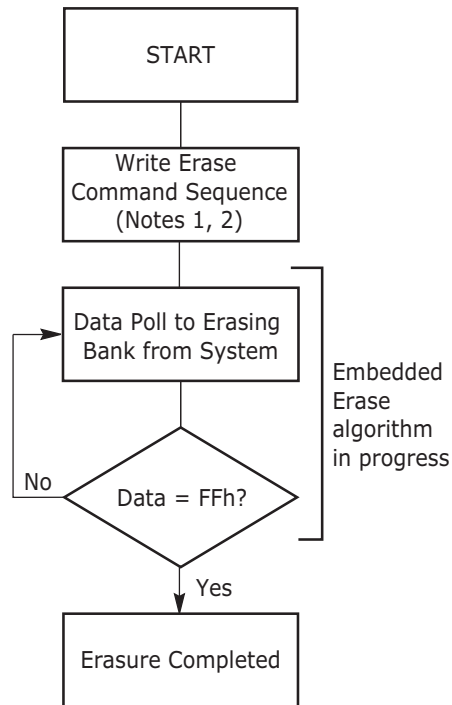 START
Write Erase
Command Sequence
(Notes 1, 2)
Data Poll to Erasing
Bank from System
Embedded
Erase
algorithm
in progress
No
Data = FFh?
Yes
Erasure Completed